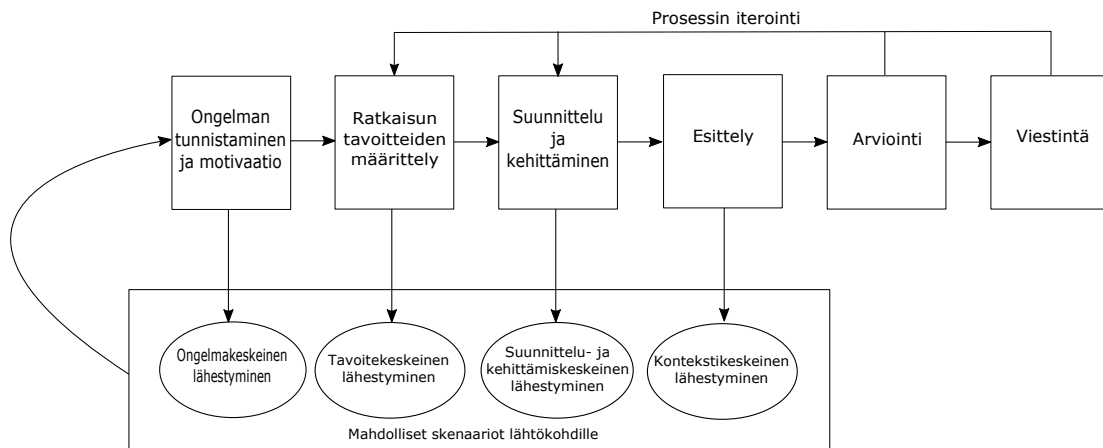 Prosessin iterointi
Ongelman
tunnistaminen
ja motivaatio
Ratkaisun
tavoitteiden
määrittely
Suunnittelu
ja
kehittäminen
Esittely
Arviointi
Viestintä
Ongelmakeskeinen
lähestyminen
Tavoitekeskeinen
lähestyminen
Suunnittelu- ja
kehittämiskeskeinen
lähestyminen
Kontekstikeskeinen
lähestyminen
Mahdolliset skenaariot lähtökohdille